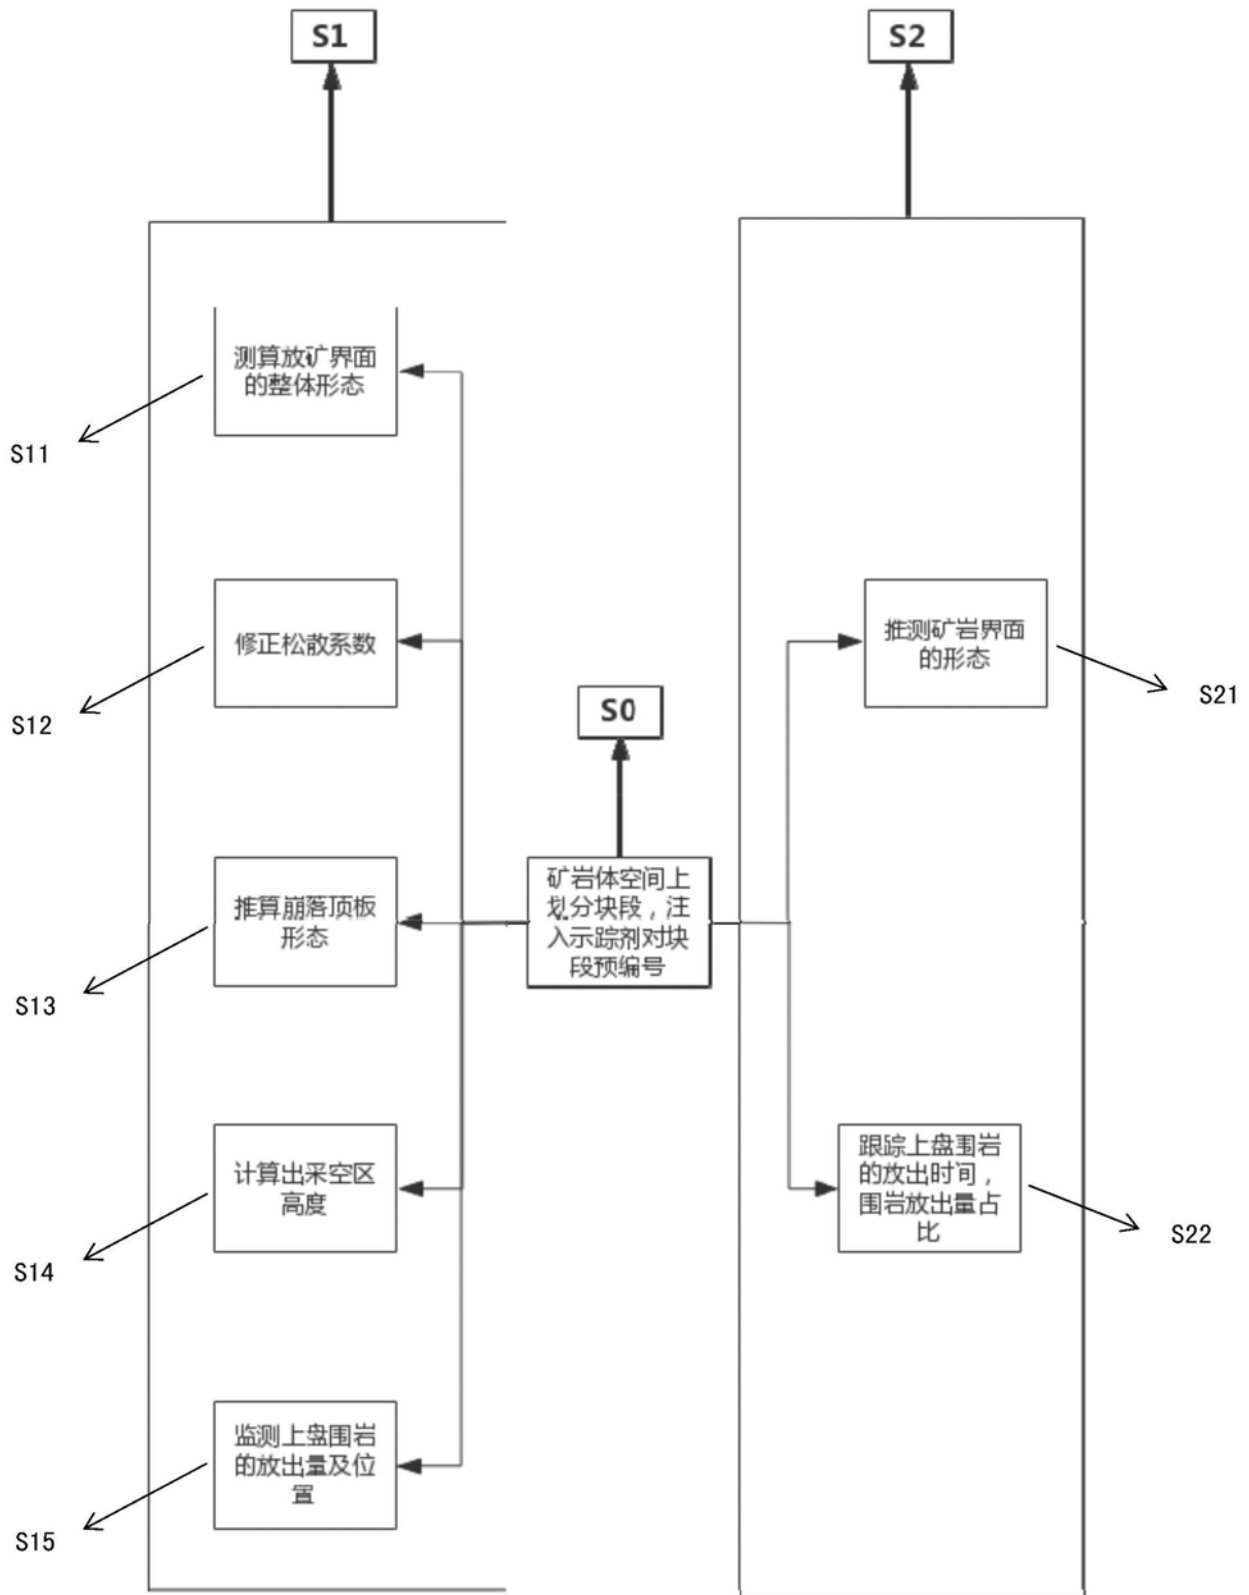 S1
S2
测算放矿界面
的整体形态
S11
修正松散系数
S12
推测矿岩界面
的形态
S21
S0
矿岩体空间上
划分块段，注
入示踪剂对块
段预编号
推算崩落顶板
形态
S13
计算出采空区
高度
S14
跟踪上盘围岩
的放出时间，
围岩放出量占
比
S22
监测上盘围岩
的放出量及位
置
S15